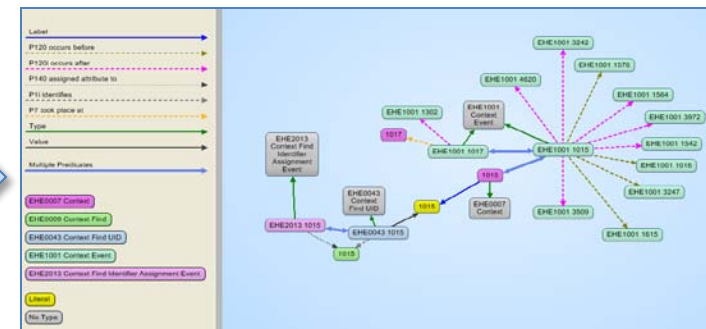 Label
P120 occurs before
P120i occurs after
P140 assigned attribute to
P1i identifies
P7 took place at
Type
Value
Multiple Predicates
EHE0007 Context
EHE0009 Context Find
EHE0043 Context Find UID
EHE1001 Context Event
EHE2013 Context Find Identifier Assignment Event
Literal
No Type
EHE1001 3242
EHE1001 1576
EHE1001 4620
EHE1001 1564
EHE1001
Context
Event
EHE1001 1302
EHE1001 3972
1017
EHE1001 1017
EHE1001 1015
EHE1001 1542
EHE2013
Context Find
Identifier
Assignment
Event
EHE1001 1016
1015
EHE0043
Context
Find UID
EHE1001 3247
1015
EHE0007
Context
EHE1001 3509
EHE2013 1015
EHE0043 1015
EHE1001 1615
1015